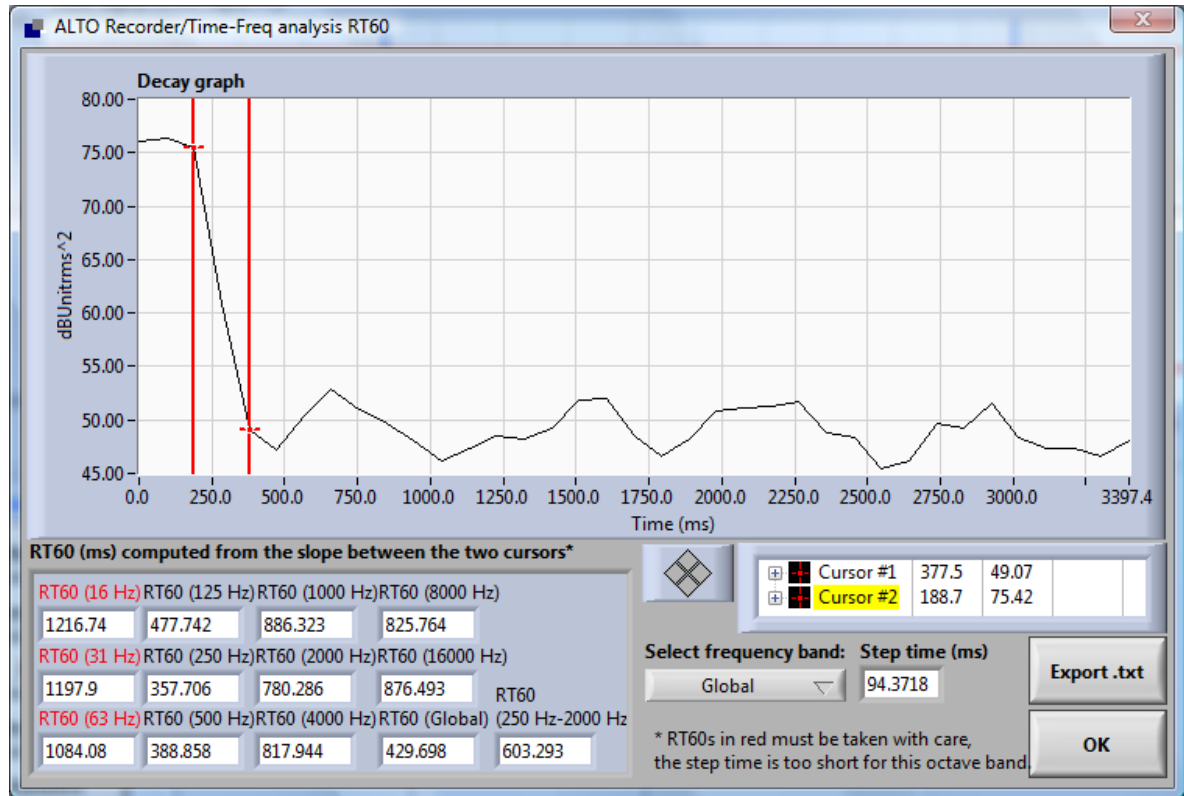 ALTO Recorder/Time-Freq analysis RT60
Decay graph
80.00
75.00
70.00
65.00
60.00
55.00
50.00
45.00
dBUnitrms^2
0.0 250.0 500.0 750.0 1000.0 1250.0 1500.0 1750.0 2000.0 2250.0 2500.0 2750.0 3000.0 3397.4
Time (ms)
RT60 (ms) computed from the slope between the two cursors*
RT60 (16 Hz) RT60 (125 Hz) RT60 (1000 Hz) RT60 (8000 Hz)
1216.74 477.742 886.323 825.764
RT60 (31 Hz) RT60 (250 Hz) RT60 (2000 Hz) RT60 (16000 Hz)
1197.9 357.706 780.286 876.493 RT60
RT60 (63 Hz) RT60 (500 Hz) RT60 (4000 Hz) RT60 (Global) (250 Hz-2000 Hz
1084.08 388.858 817.944 429.698 603.293
Cursor #1 377.5 49.07
Cursor #2 188.7 75.42
Select frequency band: Step time (ms)
Global 94.3718
Export .txt
* RT60s in red must be taken with care,
the step time is too short for this octave band.
OK